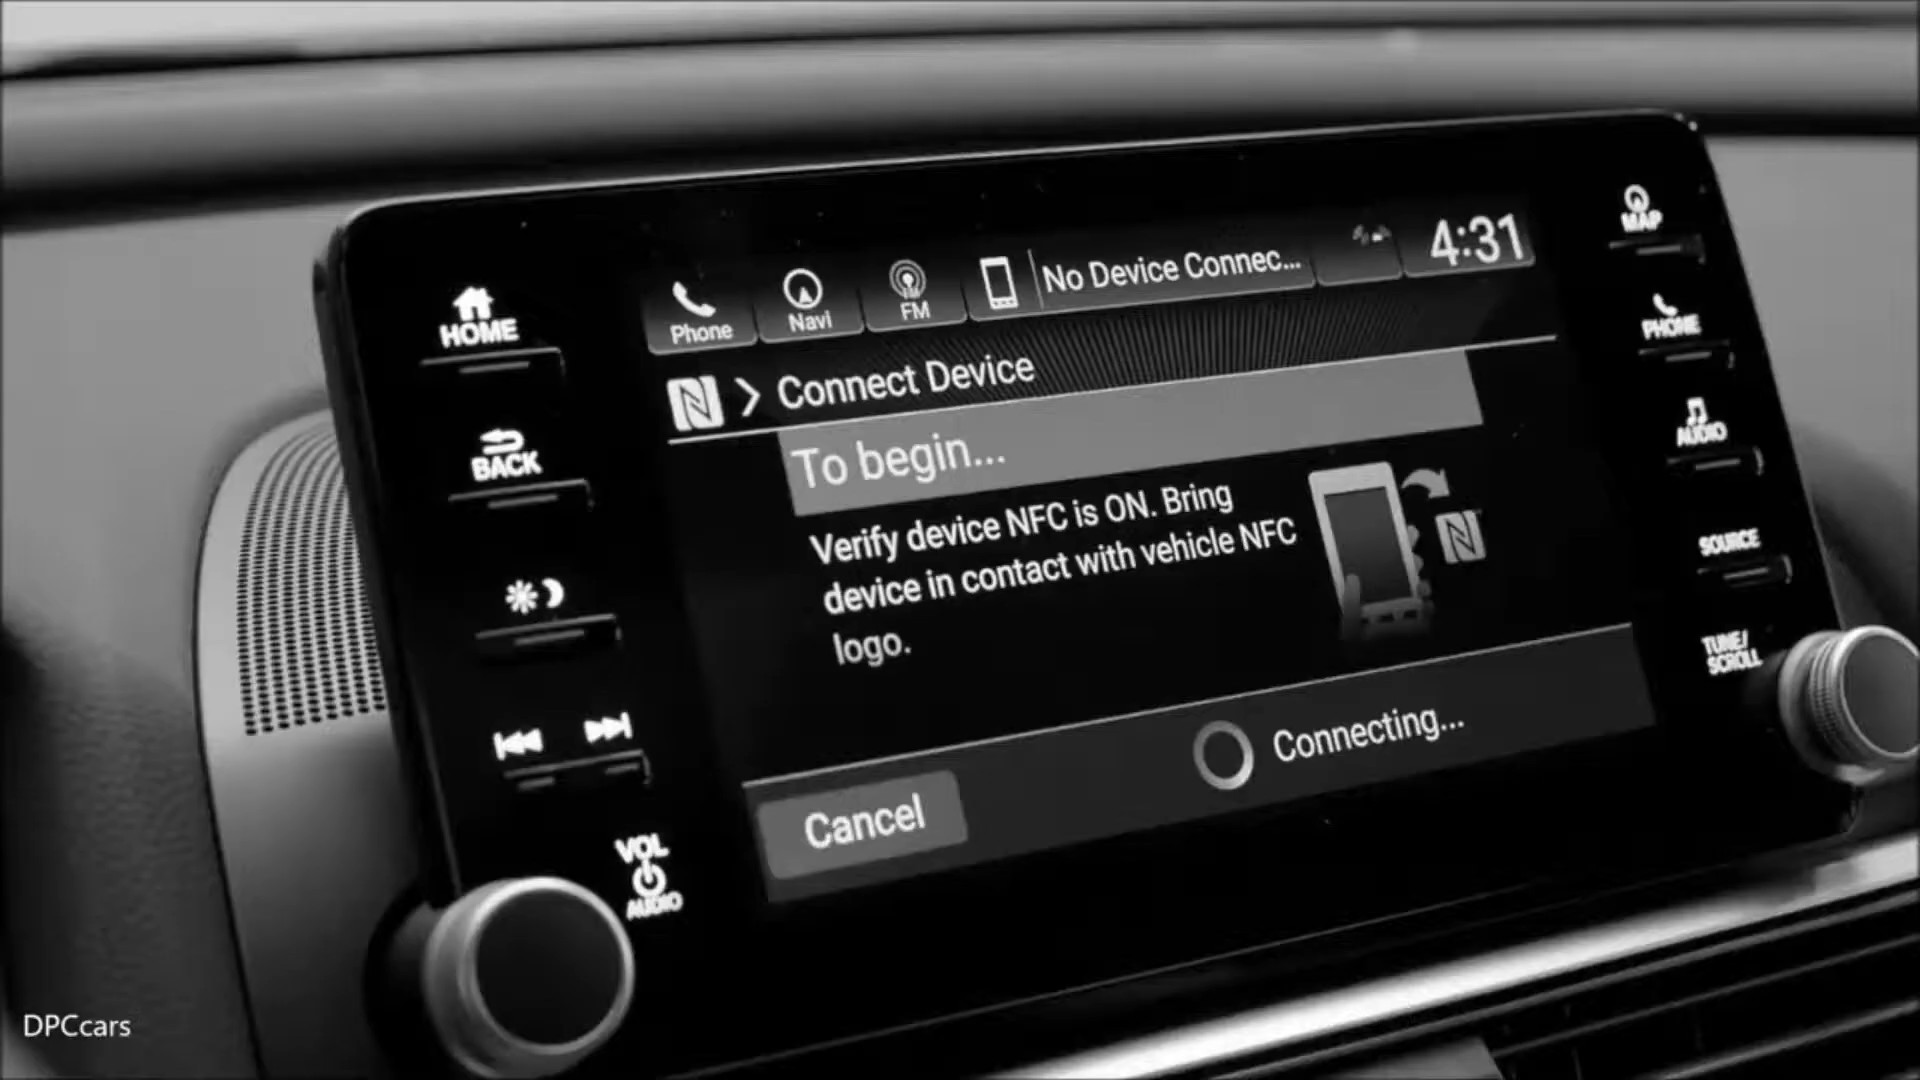 HOME
BACK
VOL
AUDIO
Phone
Navi
FM
No Device Connec...
4:31
Connect Device
To begin...
Verify device NFC is ON. Bring
device in contact with vehicle NFC
logo.
Connecting...
Cancel
MAP
PHONE
AUDIO
SOURCE
TUNE/
SCROLL
DPCcars